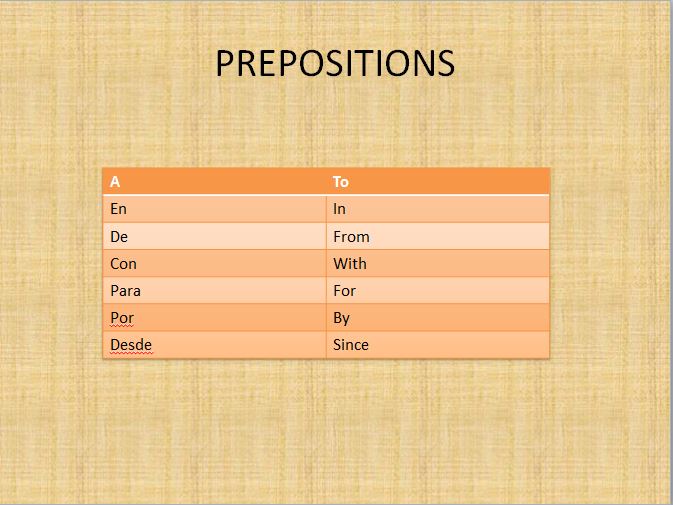 PREPOSITIONS
A To
En In
De From
Con With
Para For
Por By
Desde Since